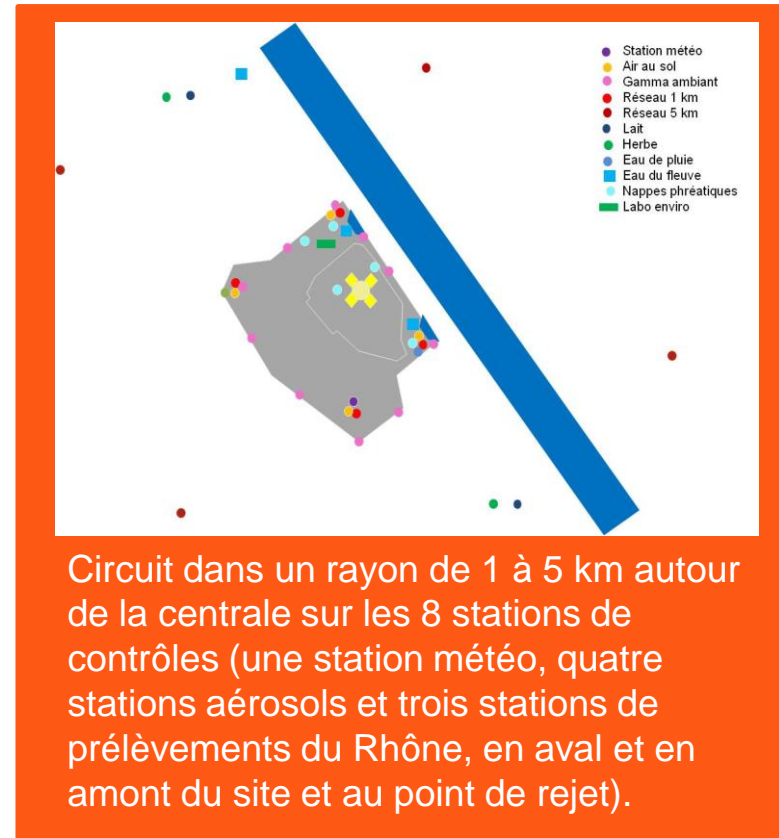 Station météo
Air au sol
Gamma ambiant
Réseau 1 km
Réseau 5 km
Lait
Herbe
Eau de pluie
Eau du fleuve
Nappes phréatiques
Labo enviro
Circuit dans un rayon de 1 à 5 km autour
de la centrale sur les 8 stations de
contrôles (une station météo, quatre
stations aérosols et trois stations de
prélèvements du Rhône, en aval et en
amont du site et au point de rejet).